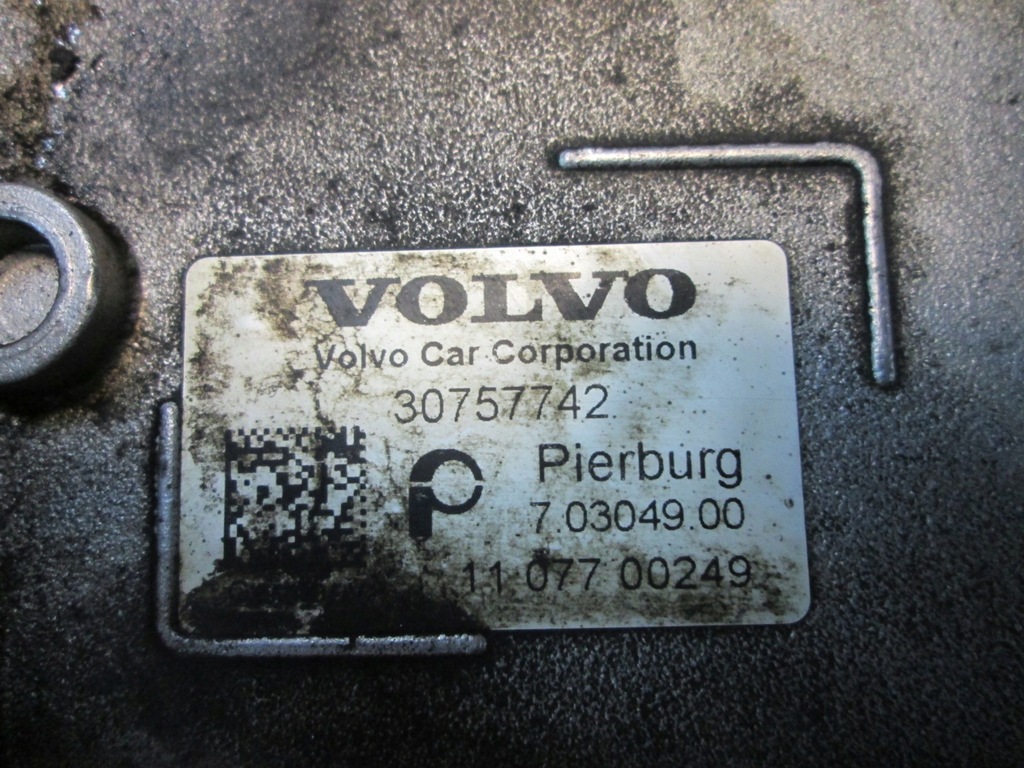 VOLVO
Volvo Car Corporation
30757742
Pierburg
7.03049.00
11 077 00249